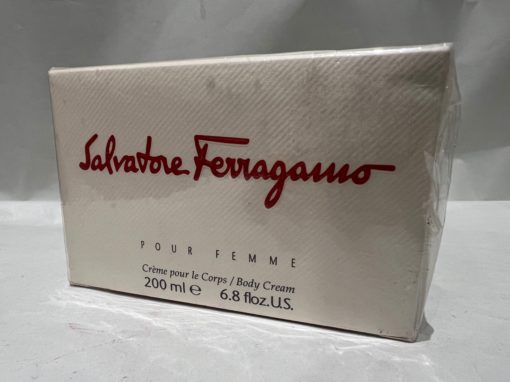 Salvatore Ferragamo
POUR FEMME
Crème pour le Corps / Body Cream
200 ml e 6.8 floz.U.S.